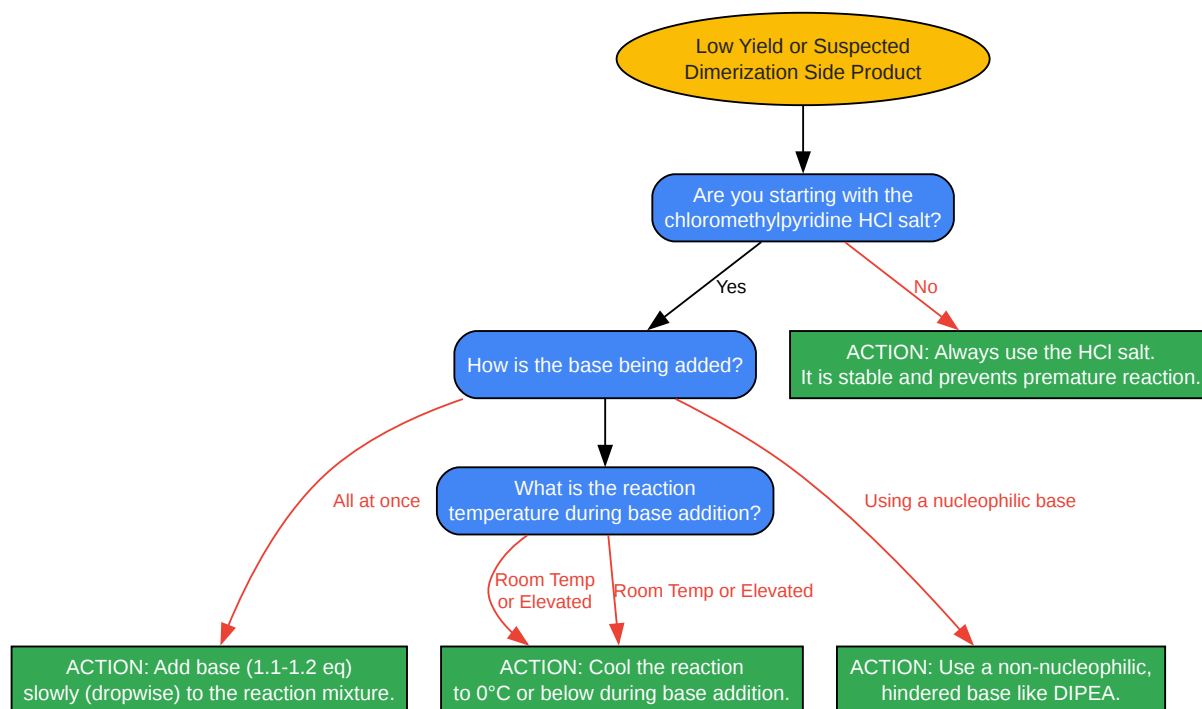 Low Yield or Suspected
Dimerization Side Product
Are you starting with the
chloromethylpyridine HCl salt?
Yes
No
How is the base being added?
ACTION: Always use the HCl salt.
It is stable and prevents premature reaction.
All at once
What is the reaction
temperature during base addition?
Using a nucleophilic base
Room Temp
or Elevated
Room Temp or Elevated
ACTION: Add base (1.1-1.2 eq)
slowly (dropwise) to the reaction mixture.
ACTION: Cool the reaction
to 0°C or below during base addition.
ACTION: Use a non-nucleophilic,
hindered base like DIPEA.